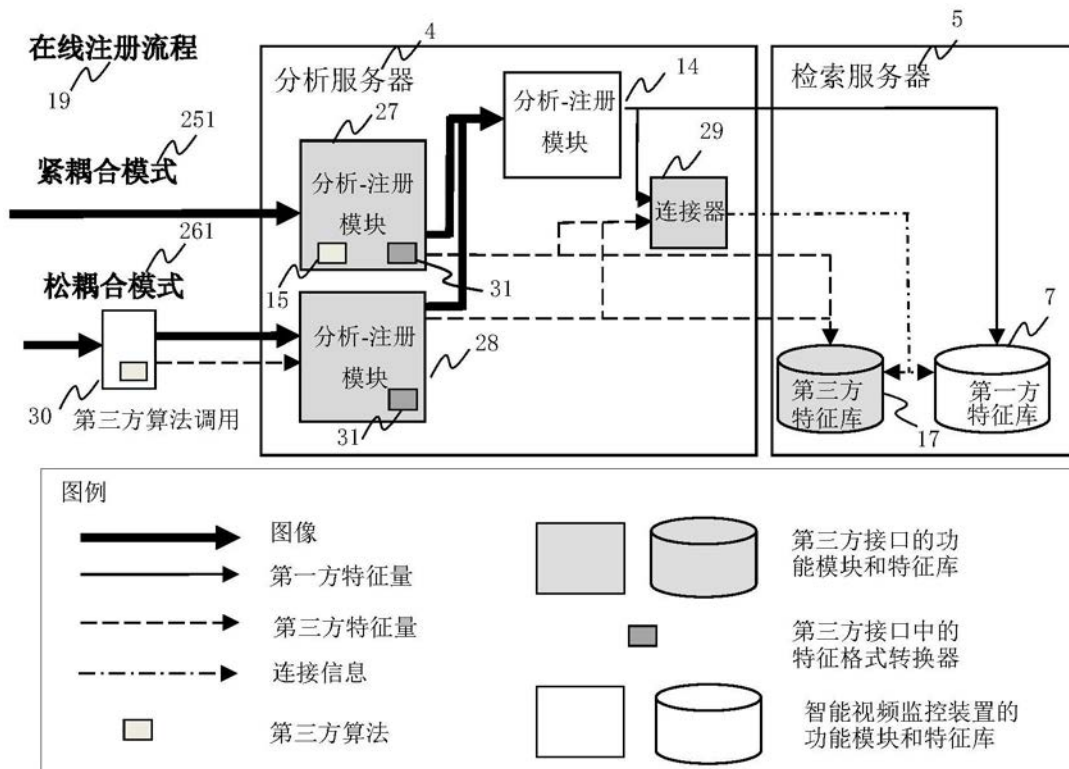 在线注册流程
19
4
分析服务器
5
检索服务器
27
14
分析-注册
模块
251
紧耦合模式
分析-注册
模块
29
连接器
15
31
261
松耦合模式
30
第三方算法调用
分析-注册
模块
28
31
7
第三方
特征库
17
第一方
特征库
图例
图像
第一方特征量
第三方特征量
连接信息
第三方算法
第三方接口的功
能模块和特征库
第三方接口中的
特征格式转换器
智能视频监控装置的
功能模块和特征库